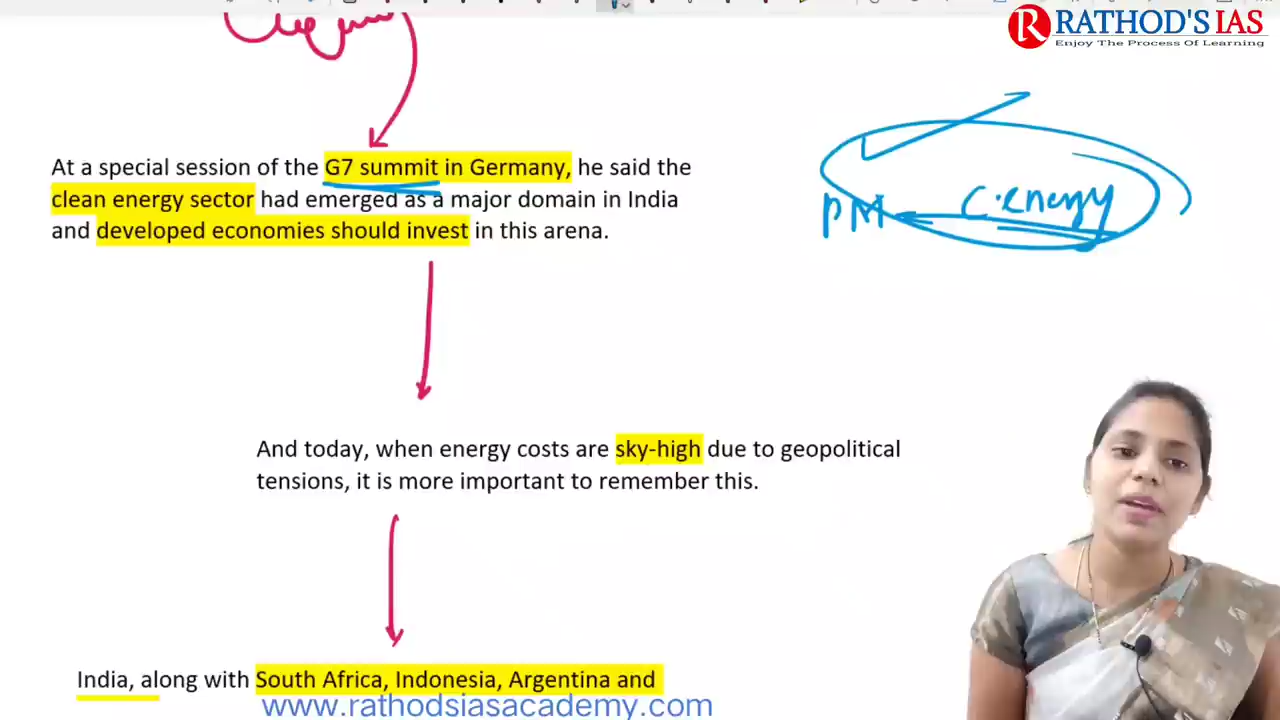 RATHOD'S IAS
Enjoy The Process Of Learning
At a special session of the G7 summit in Germany, he said the
clean energy sector had emerged as a major domain in India
and developed economies should invest in this arena.
PM C.energy
And today, when energy costs are sky-high due to geopolitical
tensions, it is more important to remember this.
India, along with South Africa, Indonesia, Argentina and
www.rathodsiasacademy.com